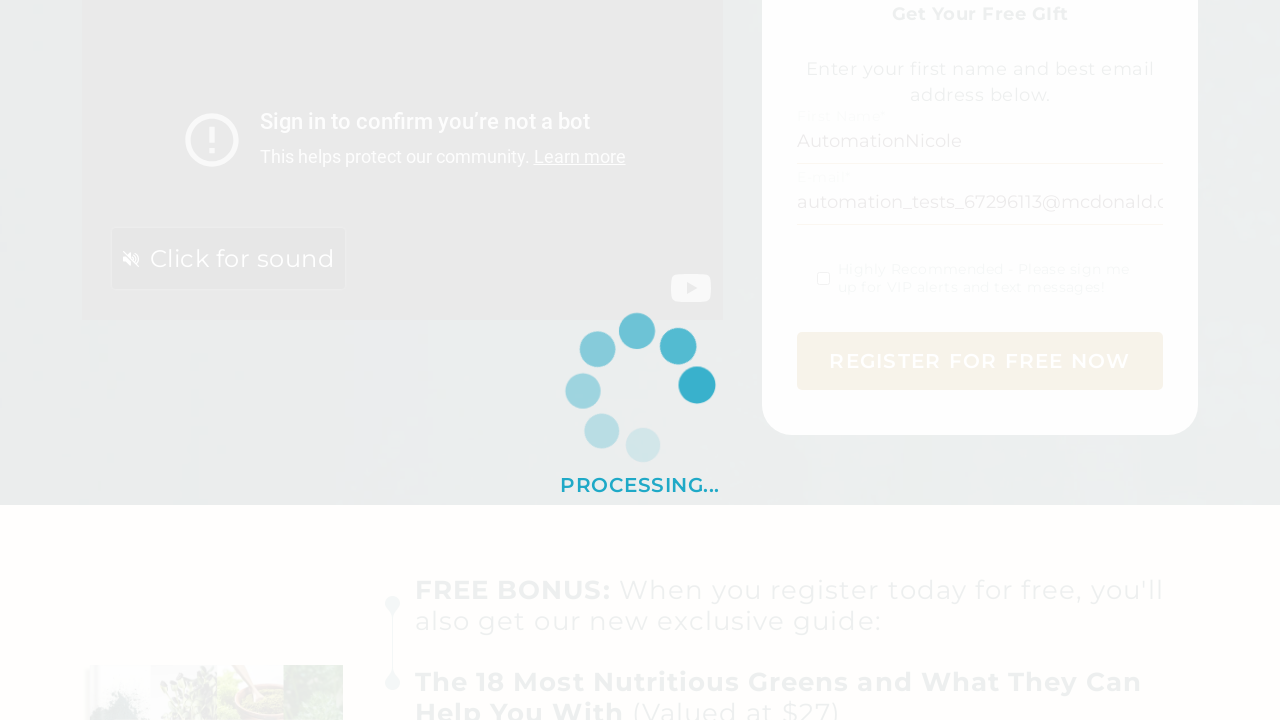 Get Your Free GIft
Enter your first name and best email
address below.
AutomationNicole
automation_tests_67296113@mcdonald.c
Highly Recommended - Please sign me
up for VIP alerts and text messages!
REGISTER FOR FREE NOW
Sign in to confirm you’re not a bot
This helps protect our community. Learn more
Click for sound
PROCESSING...
FREE BONUS: When you register today for free, you'll
also get our new exclusive guide:
The 18 Most Nutritious Greens and What They Can
Help You With (Valued at $27)